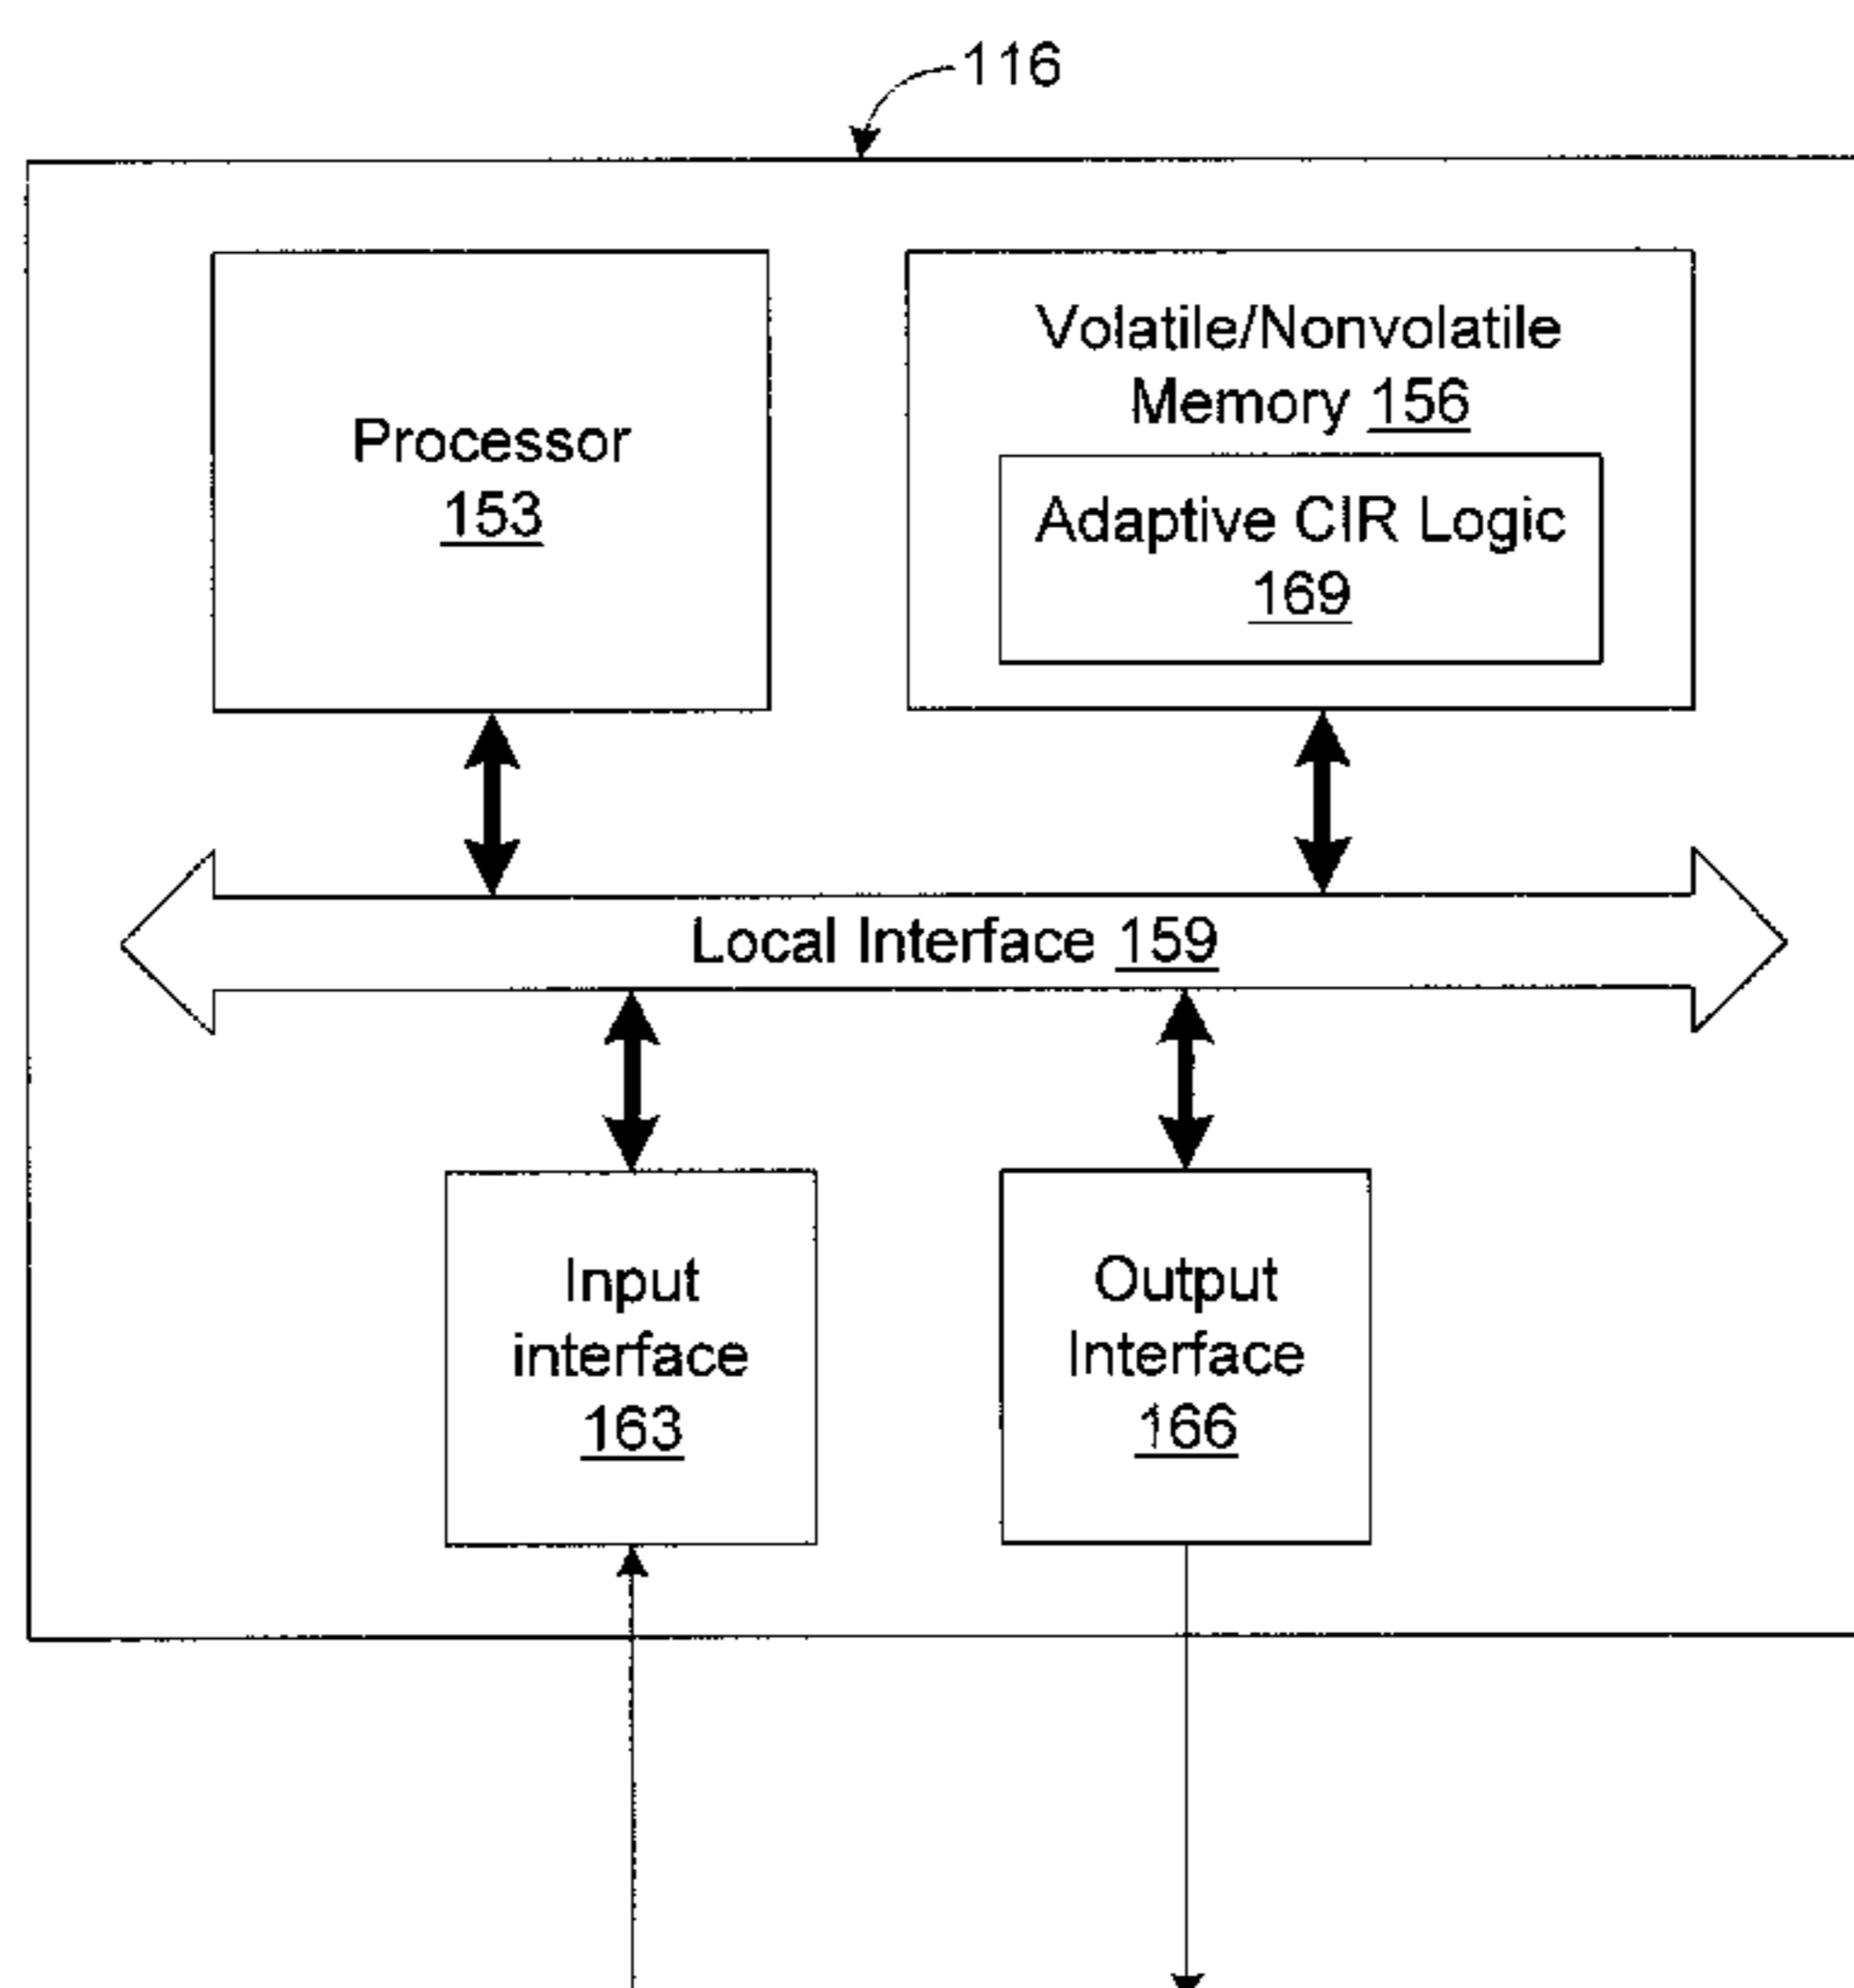 116
Processor
153
Volatile/Nonvolatile
Memory 156
Adaptive CIR Logic
169
Local Interface 159
Input
interface
163
Output
Interface
166